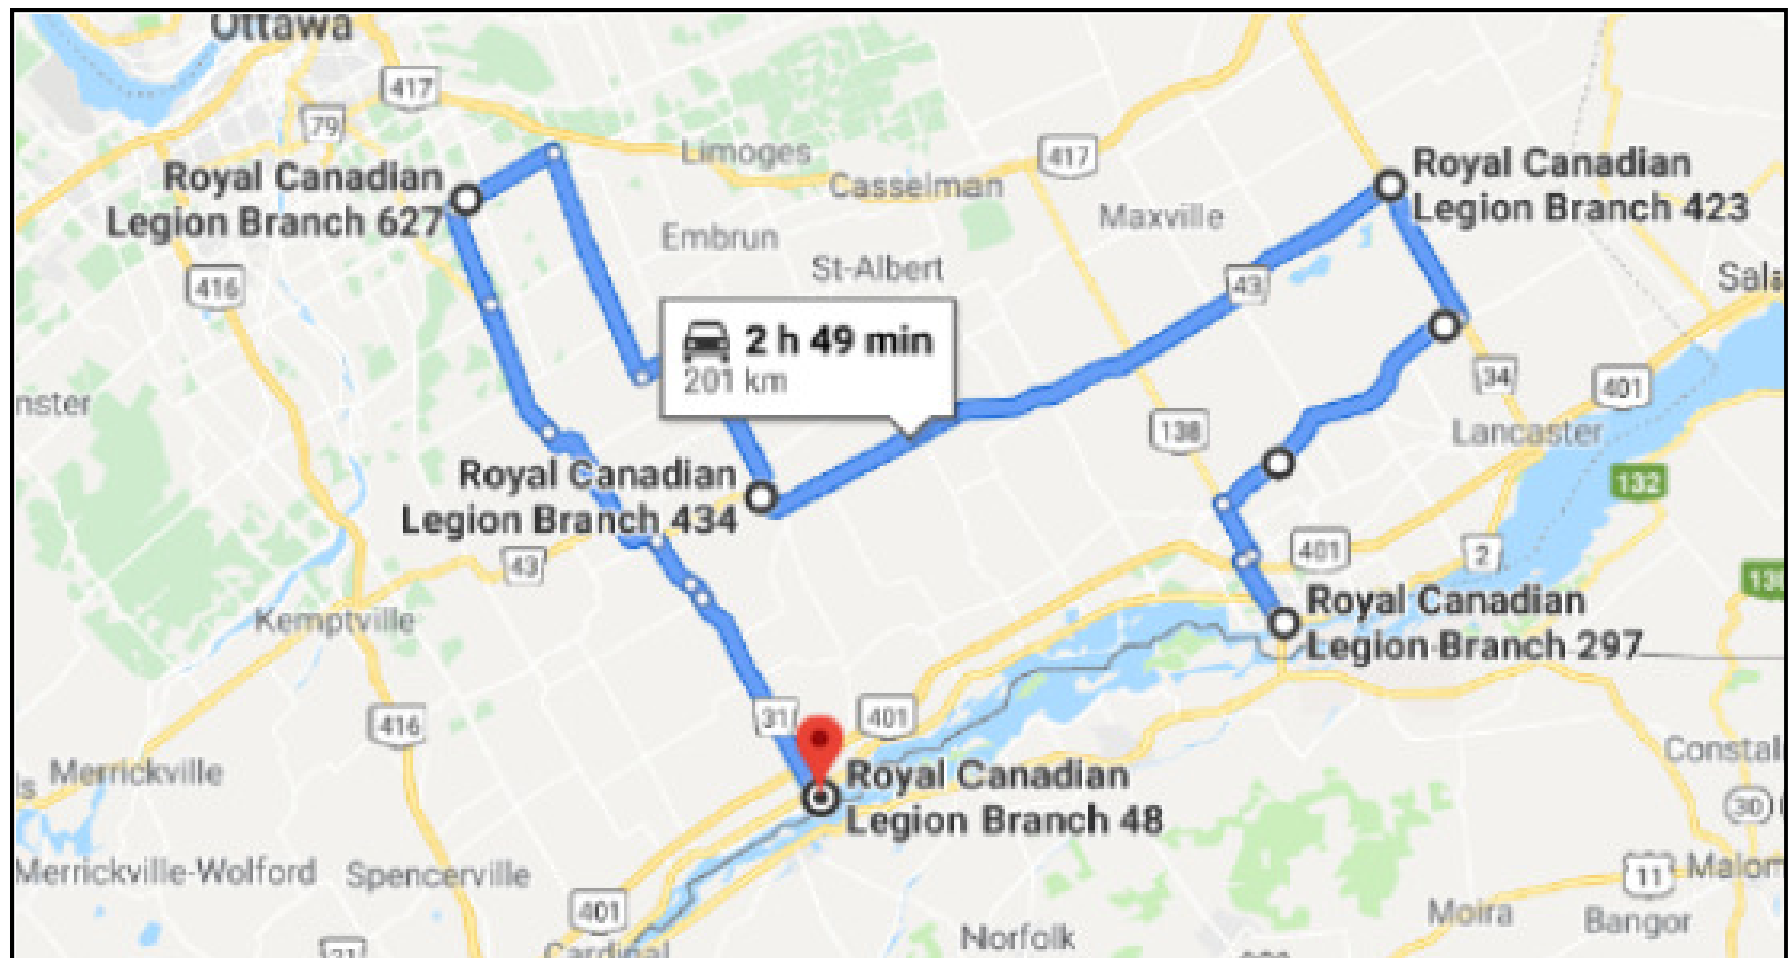 Ottawa
417
79
Royal Canadian
Legion Branch 627
Limoges
417
Casselman
Royal Canadian
Legion Branch 423
Maxville
Embrun
St-Albert
416
43
Sala
2 h 49 min
201 km
34
401
nster
138
Lancaster
132
Royal Canadian
Legion Branch 434
43
401
2
Kemptville
Royal Canadian
Legion Branch 297
416
31
401
Constal
Merrickville
ls
Royal Canadian
Legion Branch 48
30
Merrickville-Wolford
Spencerville
11
Malon
401
Moira
Bangor
Norfolk
Cardinal
21